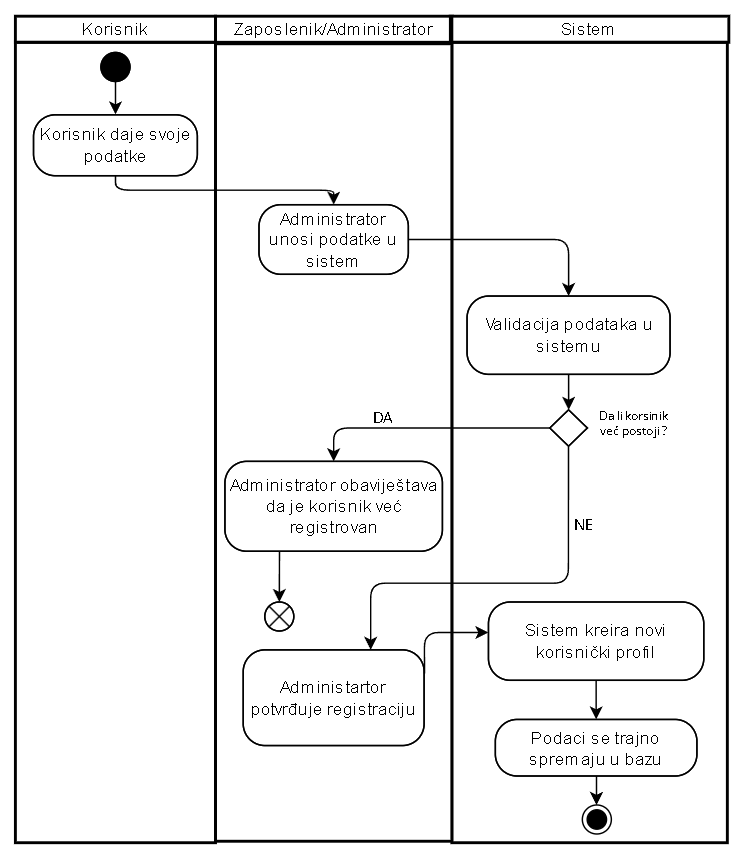 Korisnik
Zaposlenik/Administrator
Sistem
Korisnik daje svoje
podatke
Administrator
unosi podatke u
sistem
Validacija podataka u
sistemu
Da li korsinik
već postoji?
DA
Administrator obaviještava
da je korisnik već
registrovan
NE
Sistem kreira novi
korisnički profil
Administartor
potvrđuje registraciju
Podaci se trajno
spremaju u bazu